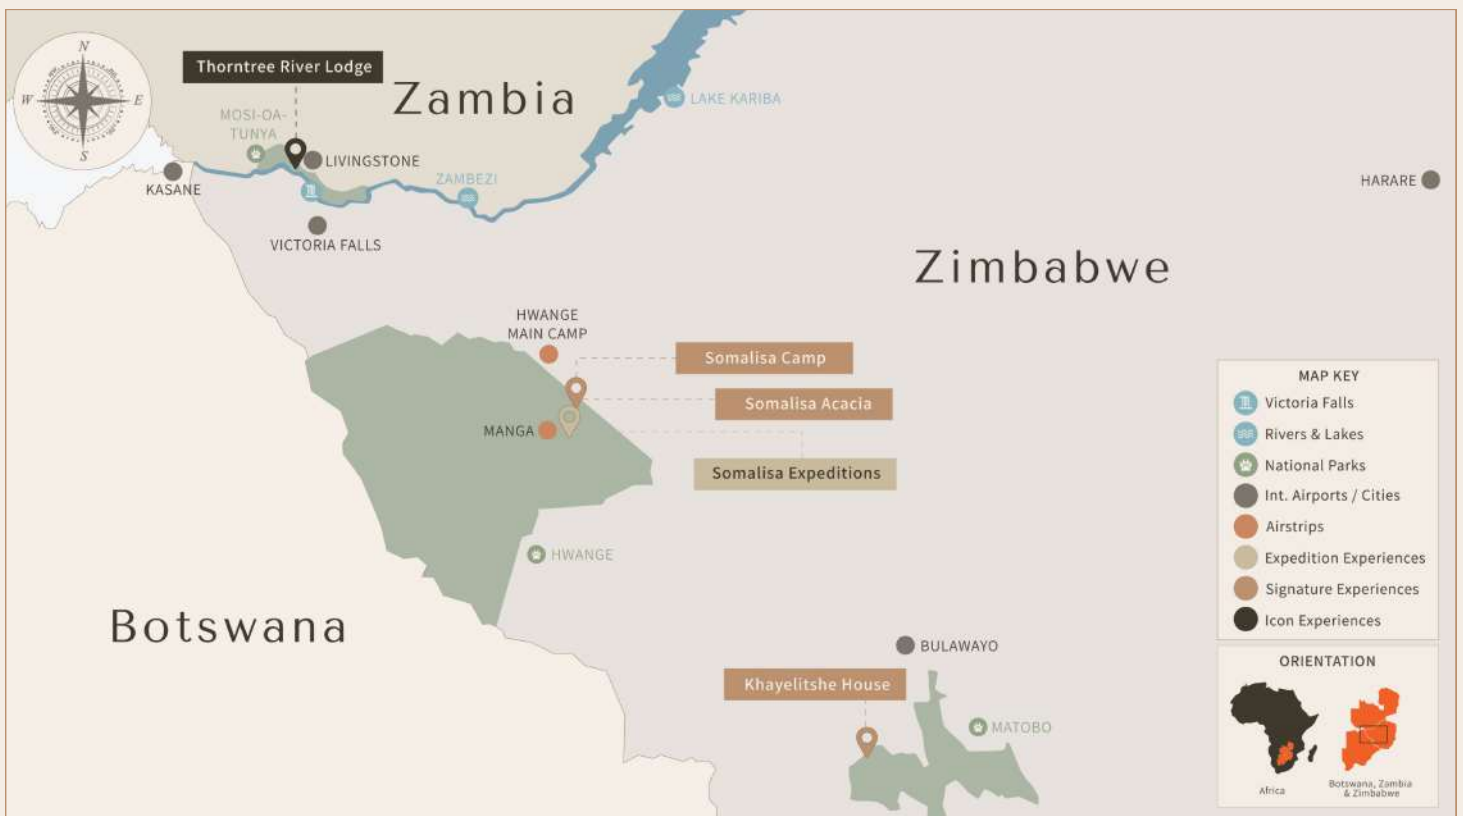 N
W
E
S
Thorntree River Lodge
Zambia
MOSI-OA-
TUNYA
LIVINGSTONE
LAKE KARIBA
KASANE
ZAMBEZI
HARARE
VICTORIA FALLS
Zimbabwe
HWANGE
MAIN CAMP
Somalisa Camp
Somalisa Acacia
MANGA
Somalisa Expeditions
HWANGE
Botswana
BULAWAYO
Khayelitshe House
MATOBO
MAP KEY
Victoria Falls
Rivers & Lakes
National Parks
Int. Airports / Cities
Airstrips
Expedition Experiences
Signature Experiences
Icon Experiences
ORIENTATION
Africa
Botswana, Zambia
& Zimbabwe